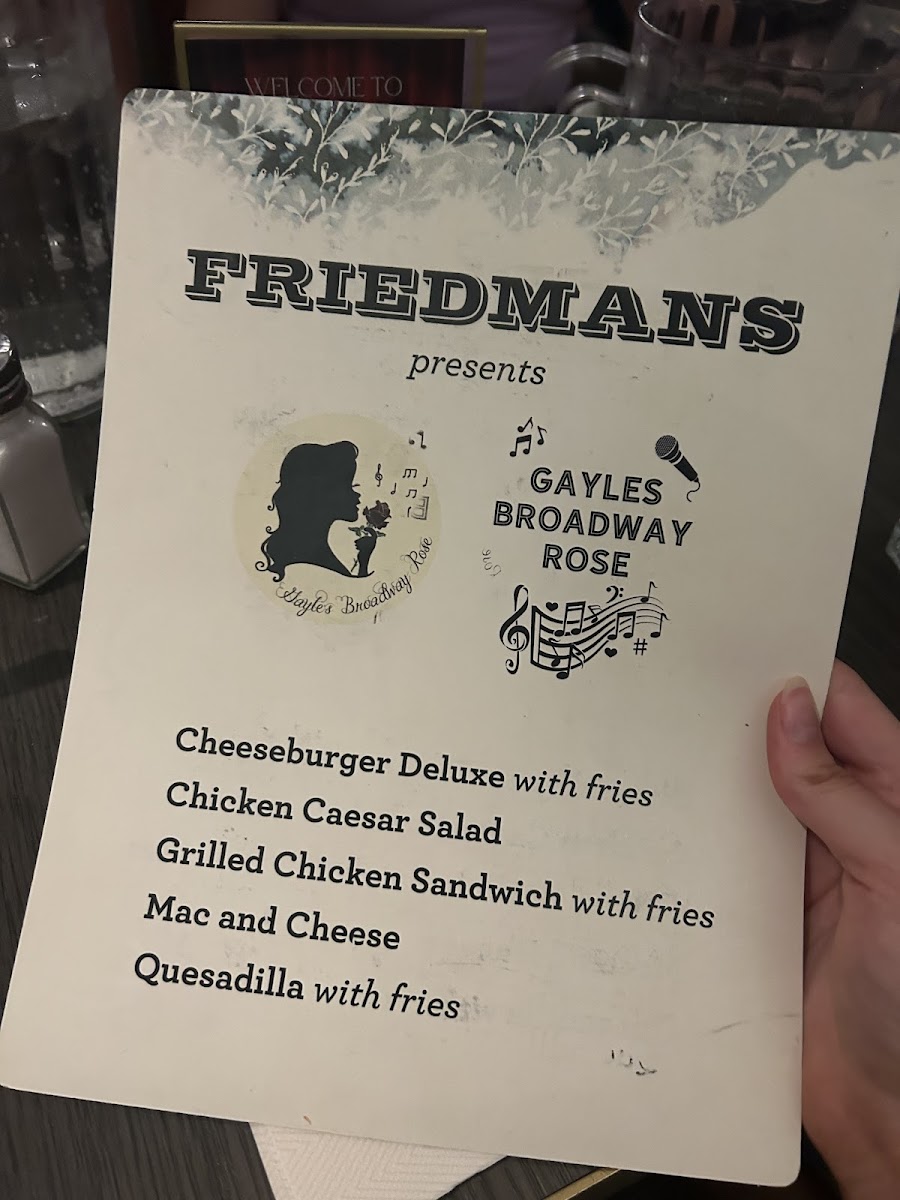 WELCOME TO
FRIEDMANS
presents
Gayle's Broadway Rose
GAYLES
BROADWAY
ROSE
Cheeseburger Deluxe with fries
Chicken Caesar Salad
Grilled Chicken Sandwich with fries
Mac and Cheese
Quesadilla with fries